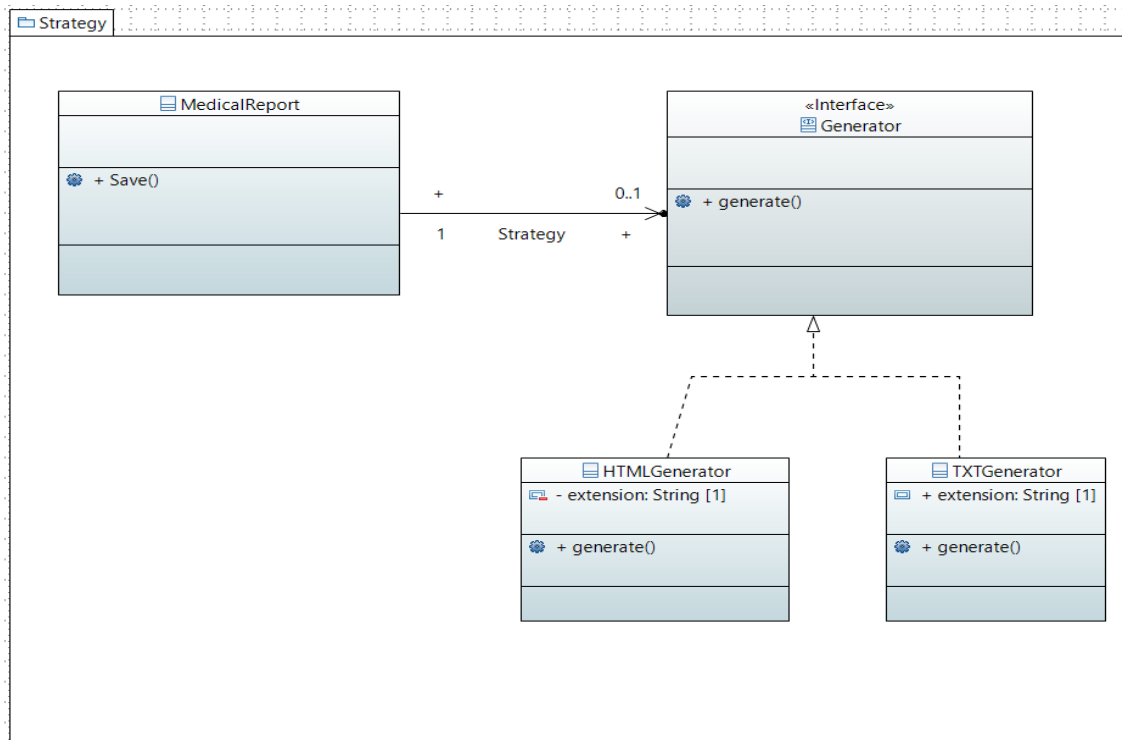 Strategy
MedicalReport
+ Save()
«Interface»
Generator
+ generate()
+
0..1
1
Strategy
+
HTMLGenerator
- extension: String [1]
+ generate()
TXTGenerator
+ extension: String [1]
+ generate()